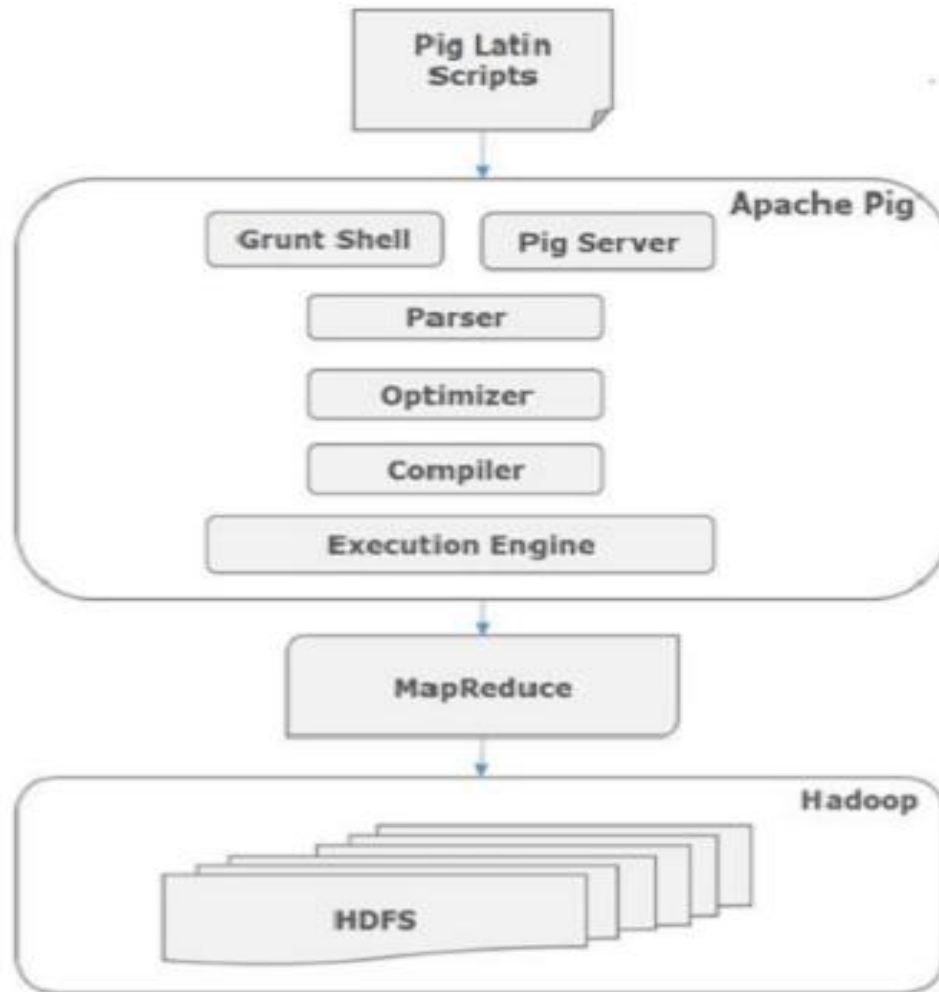 Pig Latin
Scripts
Apache Pig
Grunt Shell
Pig Server
Parser
Optimizer
Compiler
Execution Engine
MapReduce
Hadoop
HDFS